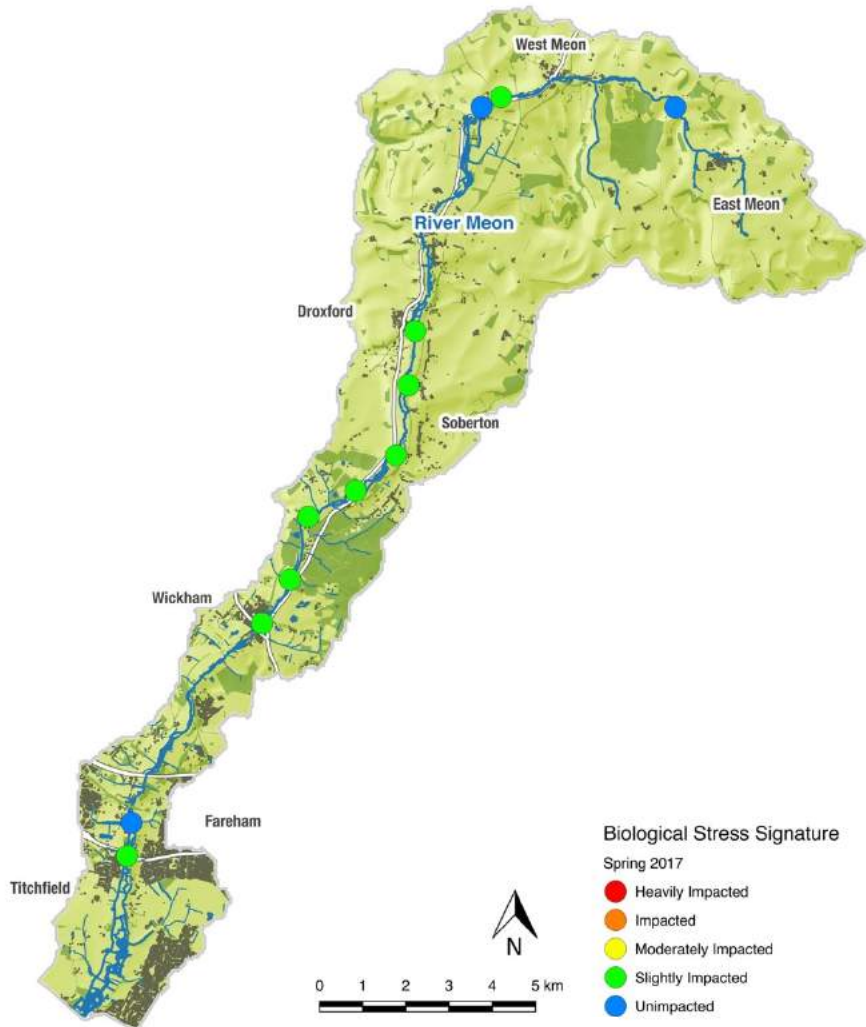 West Meon
East Meon
River Meon
Droxford
Soberton
Wickham
Fareham
Titchfield
Biological Stress Signature
Spring 2017
Heavily Impacted
Impacted
Moderately Impacted
Slightly Impacted
Unimpacted
N
0 1 2 3 4 5 km